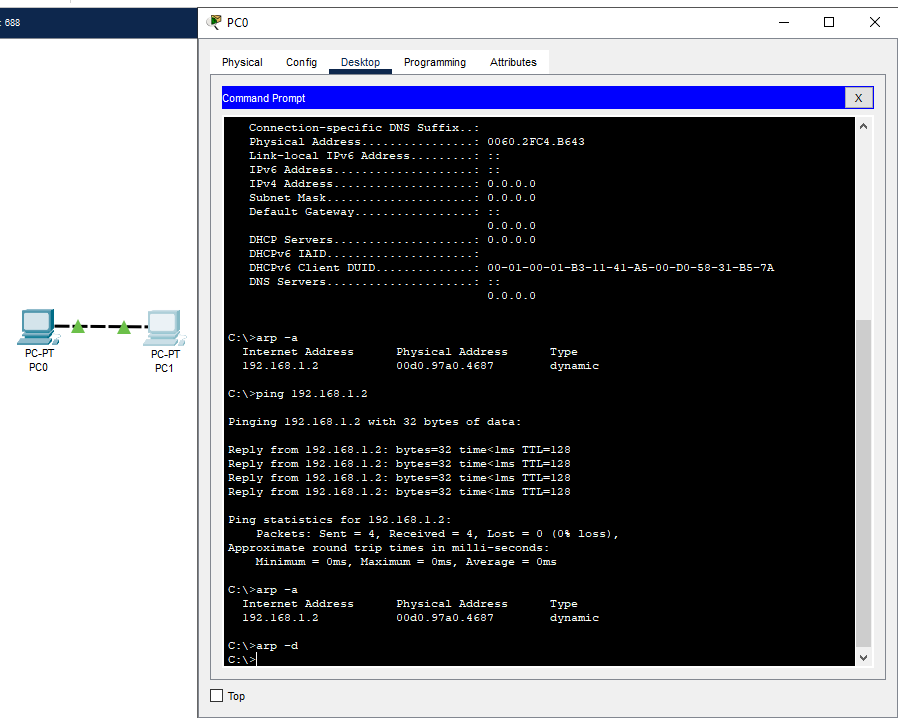 : 688
PC0
Physical Config Desktop Programming Attributes
Command Prompt
X
Connection-specific DNS Suffix..:
Physical Address................: 0060.2FC4.B643
Link-local IPv6 Address.........: ::
IPv6 Address....................: ::
IPv4 Address....................: 0.0.0.0
Subnet Mask.....................: 0.0.0.0
Default Gateway.................: ::
0.0.0.0
DHCP Servers....................: 0.0.0.0
DHCPv6 IAID.....................:
DHCPv6 Client DUID..............: 00-01-00-01-B3-11-41-A5-00-D0-58-31-B5-7A
DNS Servers.....................: ::
0.0.0.0
C:\>arp -a
Internet Address Physical Address Type
192.168.1.2 00d0.97a0.4687 dynamic
C:\>ping 192.168.1.2
Pinging 192.168.1.2 with 32 bytes of data:
Reply from 192.168.1.2: bytes=32 time<1ms TTL=128
Reply from 192.168.1.2: bytes=32 time<1ms TTL=128
Reply from 192.168.1.2: bytes=32 time<1ms TTL=128
Reply from 192.168.1.2: bytes=32 time<1ms TTL=128
Ping statistics for 192.168.1.2:
Packets: Sent = 4, Received = 4, Lost = 0 (0% loss),
Approximate round trip times in milli-seconds:
Minimum = 0ms, Maximum = 0ms, Average = 0ms
C:\>arp -a
Internet Address Physical Address Type
192.168.1.2 00d0.97a0.4687 dynamic
C:\>arp -d
C:\>
Top
PC-PT
PC0
PC-PT
PC1